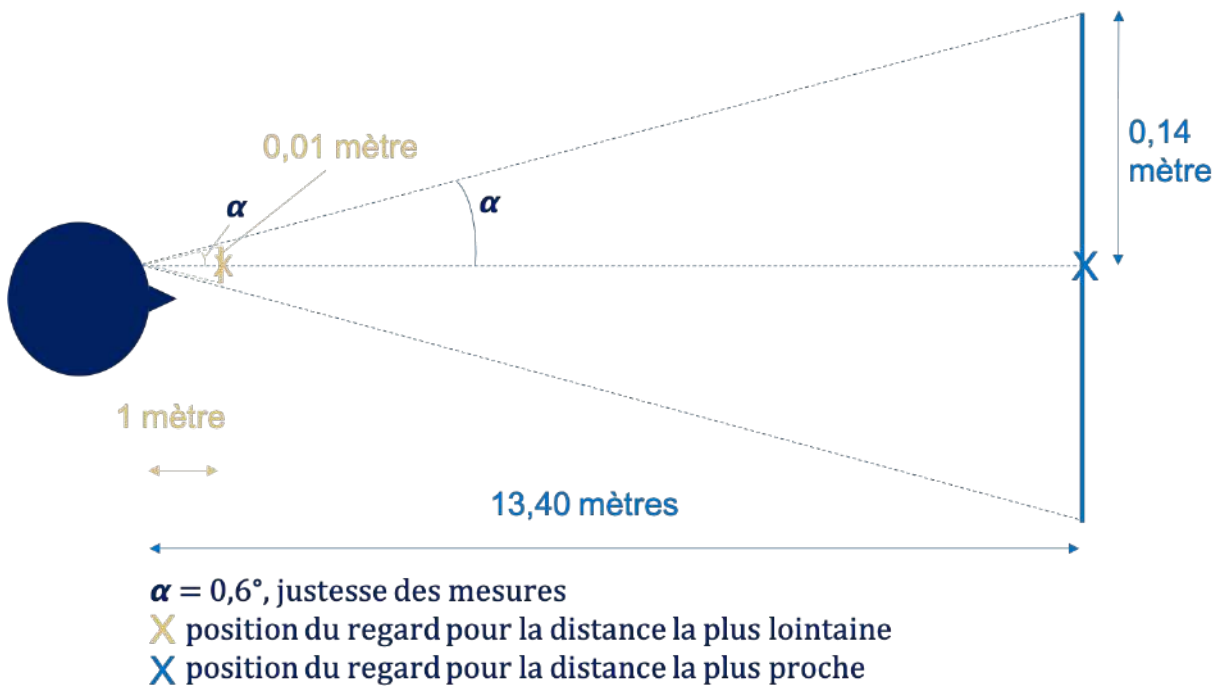 0,01 mètre
α
α
0,14
mètre
X
X
1 mètre
13,40 mètres
α = 0,6°, justesse des mesures
X position du regard pour la distance la plus lointaine
X position du regard pour la distance la plus proche